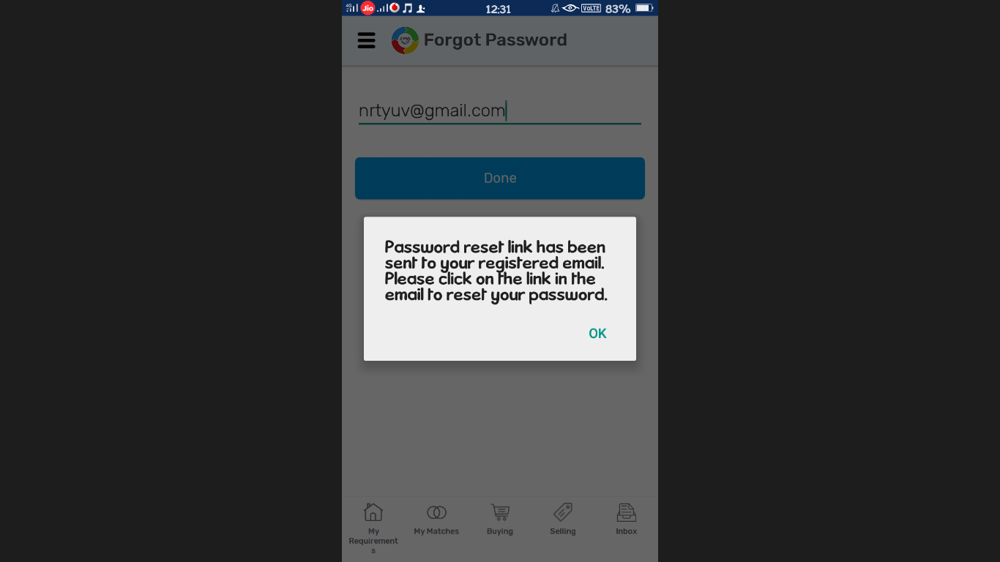 4G Jio 12:31 VoLTE 83%
Forgot Password
nrtyuv@gmail.com
Done
Password reset link has been
sent to your registered email.
Please click on the link in the
email to reset your password.
OK
My
Requirement
s
My Matches
Buying
Selling
Inbox